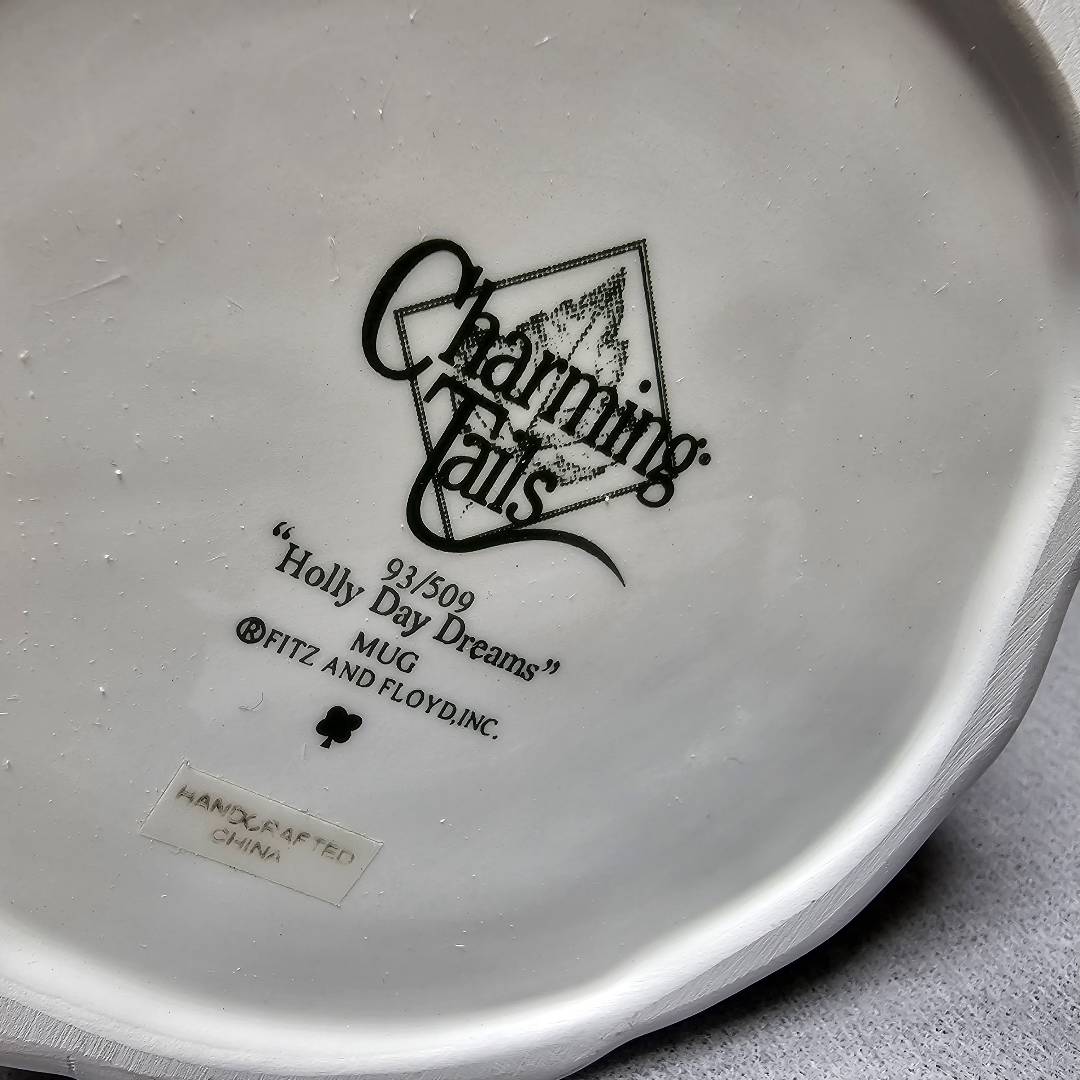 Charming
Tails
93/509
"Holly Day Dreams"
MUG
®FITZ AND FLOYD,INC.
HANDCRAFTED
CHINA